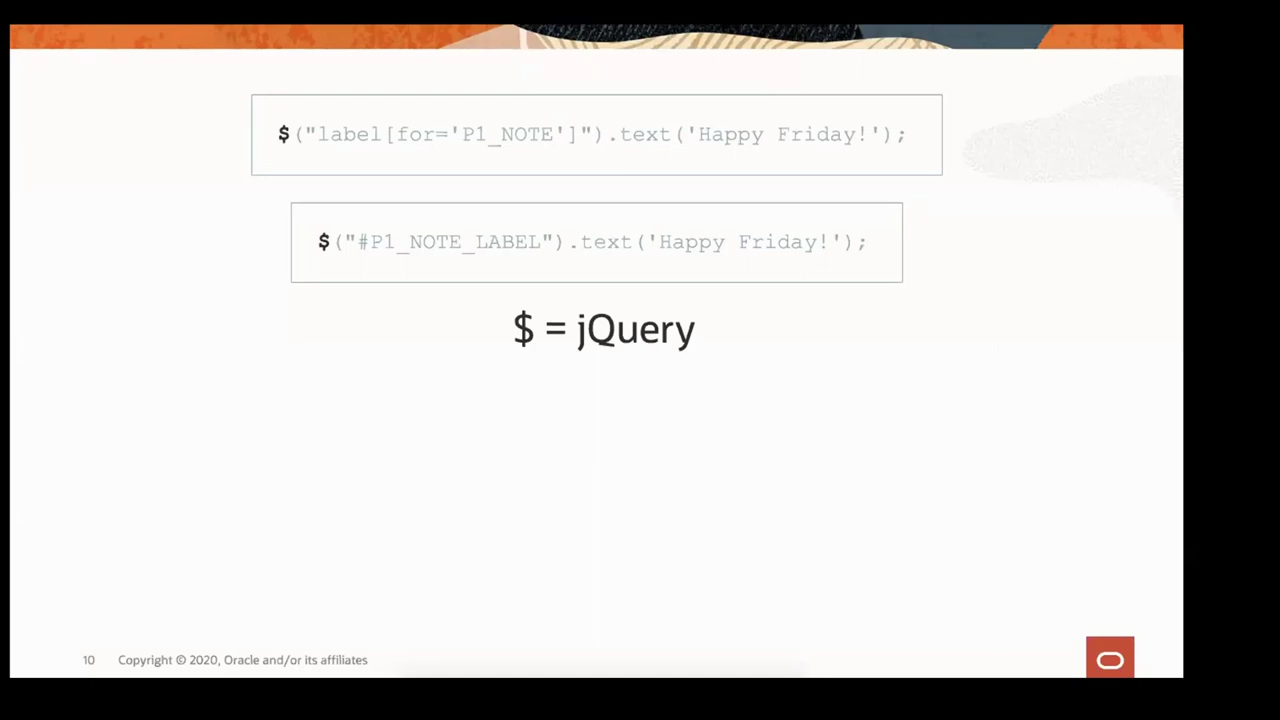 $("label[for='P1_NOTE']").text('Happy Friday!');
$("#P1_NOTE_LABEL").text('Happy Friday!');
$ = jQuery
10 Copyright © 2020, Oracle and/or its affiliates